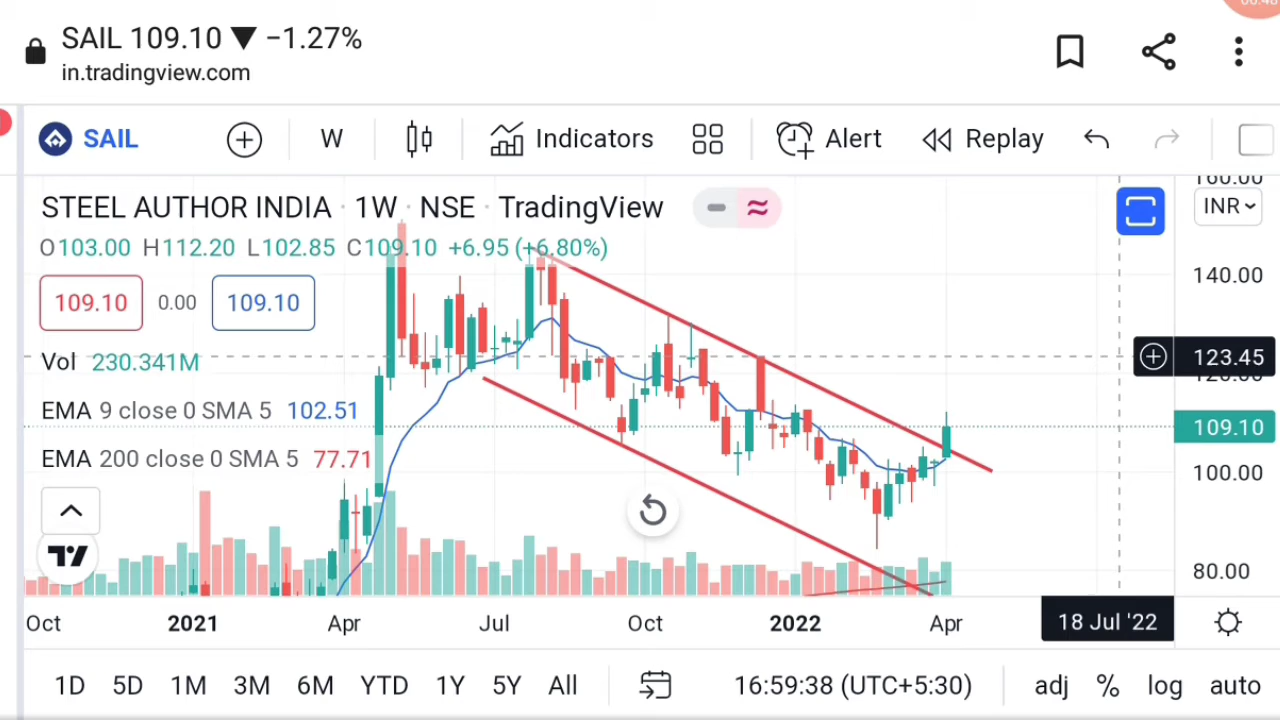 SAIL 109.10 ▼ −1.27%
in.tradingview.com
SAIL W Indicators Alert Replay
STEEL AUTHOR INDIA · 1W · NSE · TradingView
O103.00 H112.20 L102.85 C109.10 +6.95 (+6.80%)
109.10 0.00 109.10
Vol 230.341M
EMA 9 close 0 SMA 5 102.51
EMA 200 close 0 SMA 5 77.71
160.00
INR
140.00
123.45
120.00
109.10
100.00
80.00
Oct 2021 Apr Jul Oct 2022 Apr 18 Jul '22
1D 5D 1M 3M 6M YTD 1Y 5Y All 16:59:38 (UTC+5:30) adj % log auto